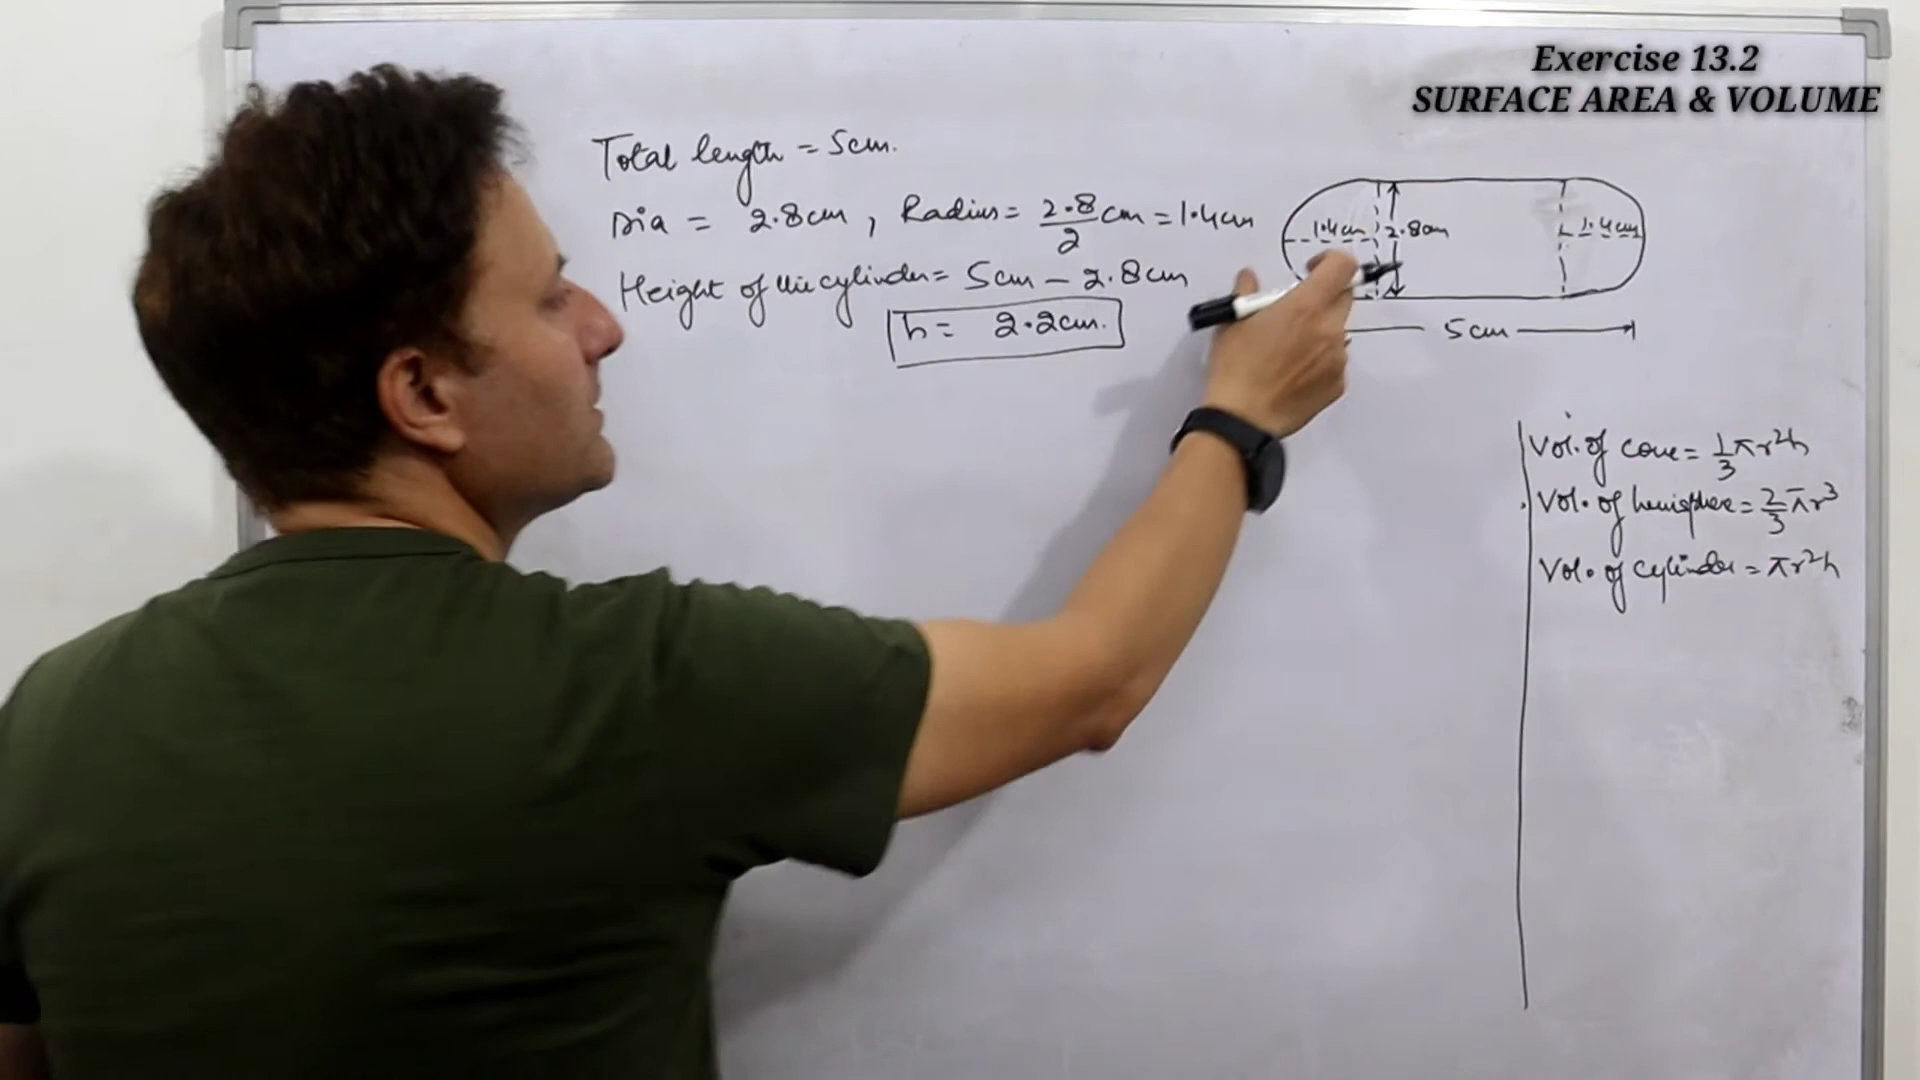 Exercise 13.2
SURFACE AREA & VOLUME
Total length = 5cm.
Dia = 2.8cm, Radius = 2.8/2 cm = 1.4cm
Height of the cylinder = 5cm - 2.8cm
h = 2.2cm.
1.4cm 2.8cm 1.4cm
5cm
Vol. of cone = 1/3 πr²h
Vol. of hemisphere = 2/3 πr³
Vol. of cylinder = πr²h